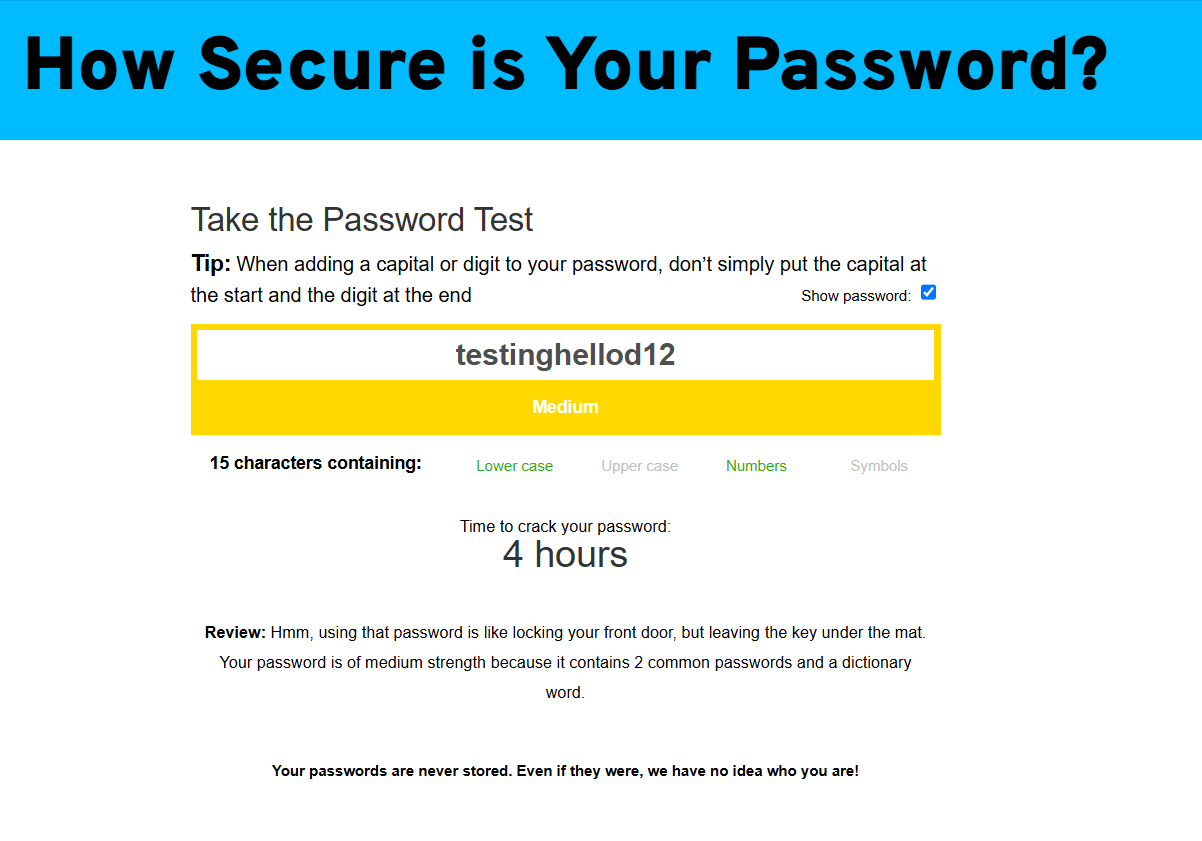 How Secure is Your Password?
Take the Password Test
Tip: When adding a capital or digit to your password, don’t simply put the capital at
the start and the digit at the end
Show password:
testinghellod12
Medium
15 characters containing:
Lower case
Upper case
Numbers
Symbols
Time to crack your password:
4 hours
Review: Hmm, using that password is like locking your front door, but leaving the key under the mat.
Your password is of medium strength because it contains 2 common passwords and a dictionary
word.
Your passwords are never stored. Even if they were, we have no idea who you are!